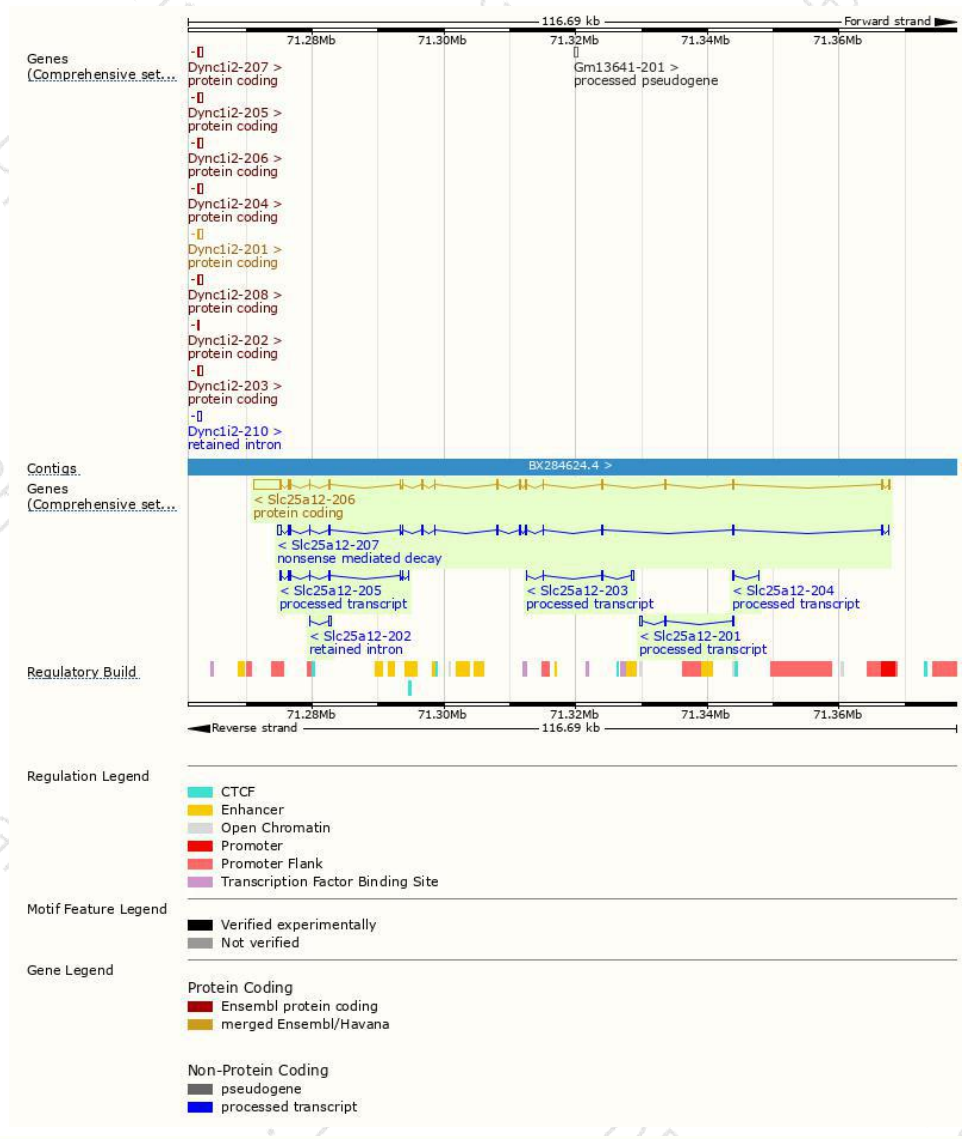 116.69 kb Forward strand
71.28Mb 71.30Mb 71.32Mb 71.34Mb 71.36Mb
Genes
(Comprehensive set...
Dync1i2-207 > Gm13641-201 >
protein coding processed pseudogene
Dync1i2-205 >
protein coding
Dync1i2-206 >
protein coding
Dync1i2-204 >
protein coding
Dync1i2-201 >
protein coding
Dync1i2-208 >
protein coding
Dync1i2-202 >
protein coding
Dync1i2-203 >
protein coding
Dync1i2-210 >
retained intron
Contigs BX284624.4 >
Genes
(Comprehensive set...
< Slc25a12-206
protein coding
< Slc25a12-207
nonsense mediated decay
< Slc25a12-205 < Slc25a12-203 < Slc25a12-204
processed transcript processed transcript processed transcript
< Slc25a12-202 < Slc25a12-201
retained intron processed transcript
Regulatory Build
71.28Mb 71.30Mb 71.32Mb 71.34Mb 71.36Mb
Reverse strand 116.69 kb
Regulation Legend
CTCF
Enhancer
Open Chromatin
Promoter
Promoter Flank
Transcription Factor Binding Site
Motif Feature Legend
Verified experimentally
Not verified
Gene Legend
Protein Coding
Ensembl protein coding
merged Ensembl/Havana
Non-Protein Coding
pseudogene
processed transcript